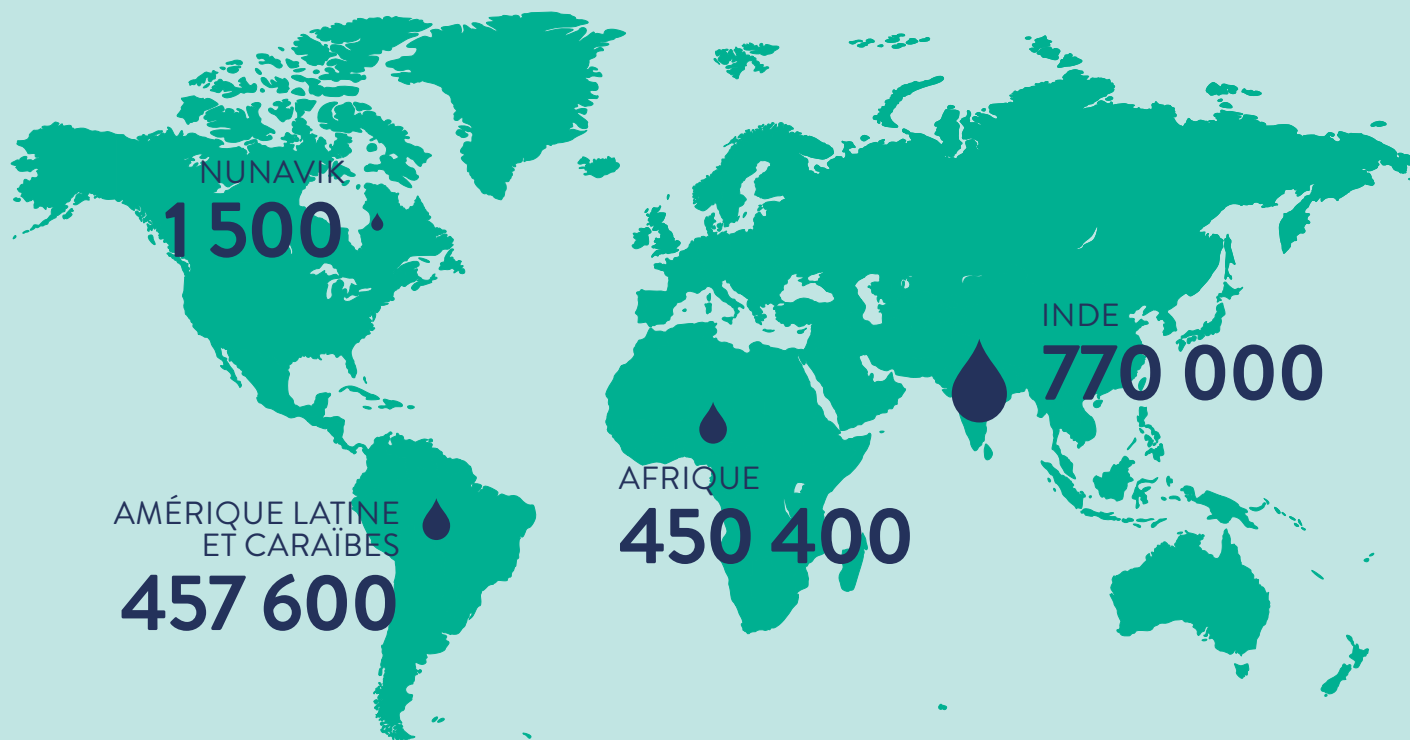 NUNAVIK
1 500
INDE
770 000
AFRIQUE
450 400
AMÉRIQUE LATINE
ET CARAÏBES
457 600